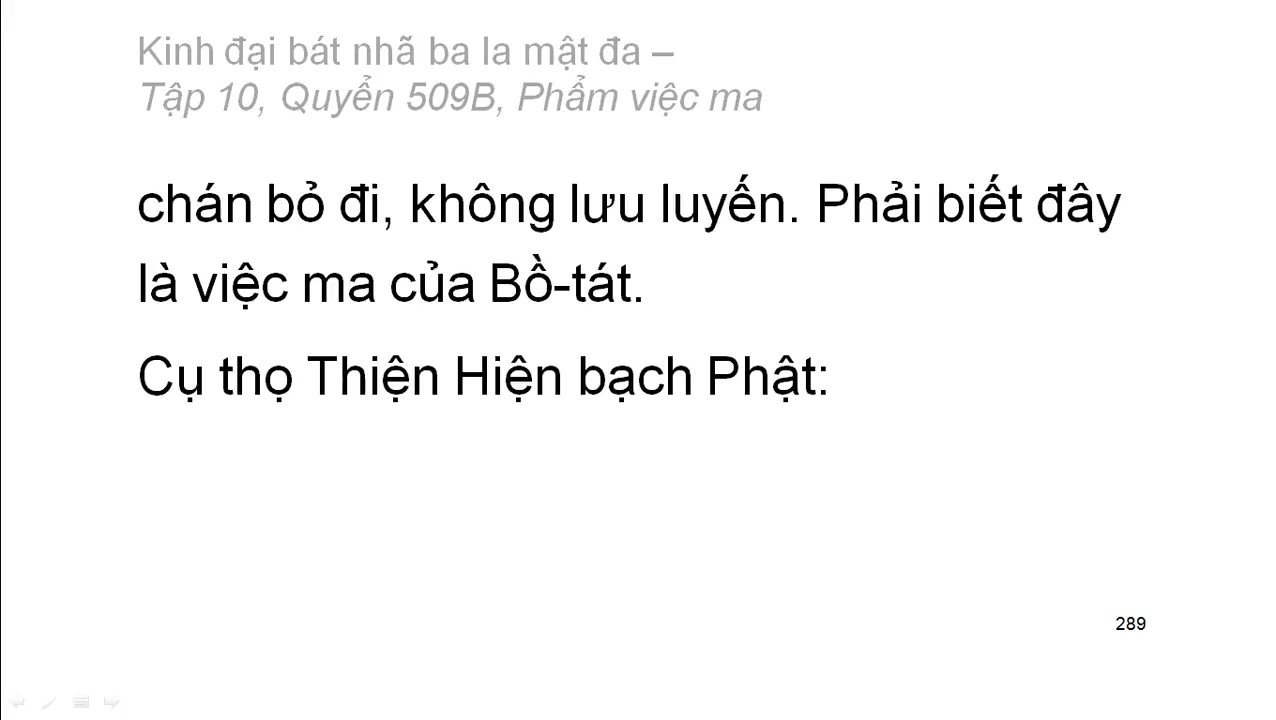 Kinh đại bát nhã ba la mật đa –
Tập 10, Quyển 509B, Phẩm việc ma
chán bỏ đi, không lưu luyến. Phải biết đây
là việc ma của Bồ-tát.
Cụ thọ Thiện Hiện bạch Phật:
289